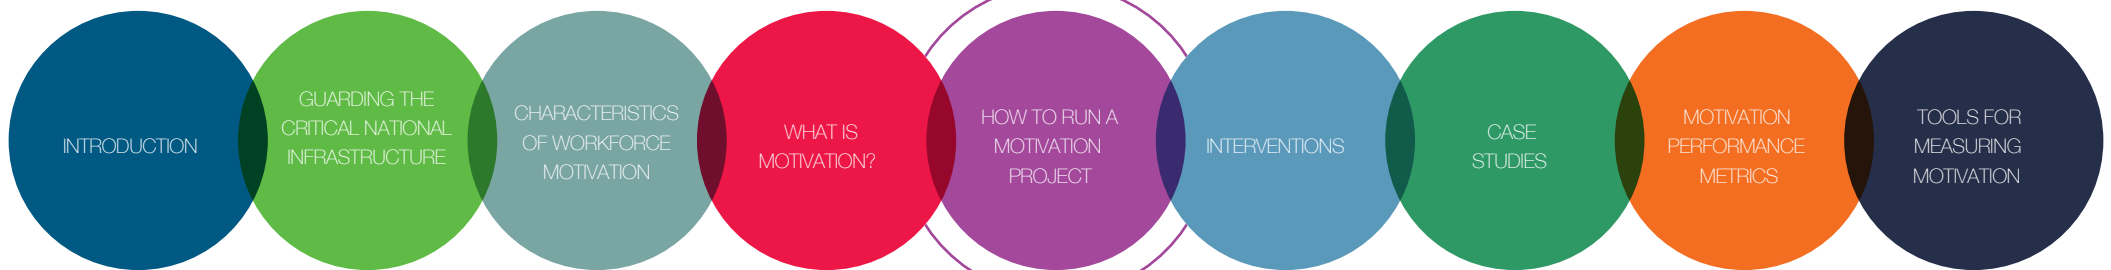 INTRODUCTION
GUARDING THE
CRITICAL NATIONAL
INFRASTRUCTURE
CHARACTERISTICS
OF WORKFORCE
MOTIVATION
WHAT IS
MOTIVATION?
HOW TO RUN A
MOTIVATION
PROJECT
INTERVENTIONS
CASE
STUDIES
MOTIVATION
PERFORMANCE
METRICS
TOOLS FOR
MEASURING
MOTIVATION